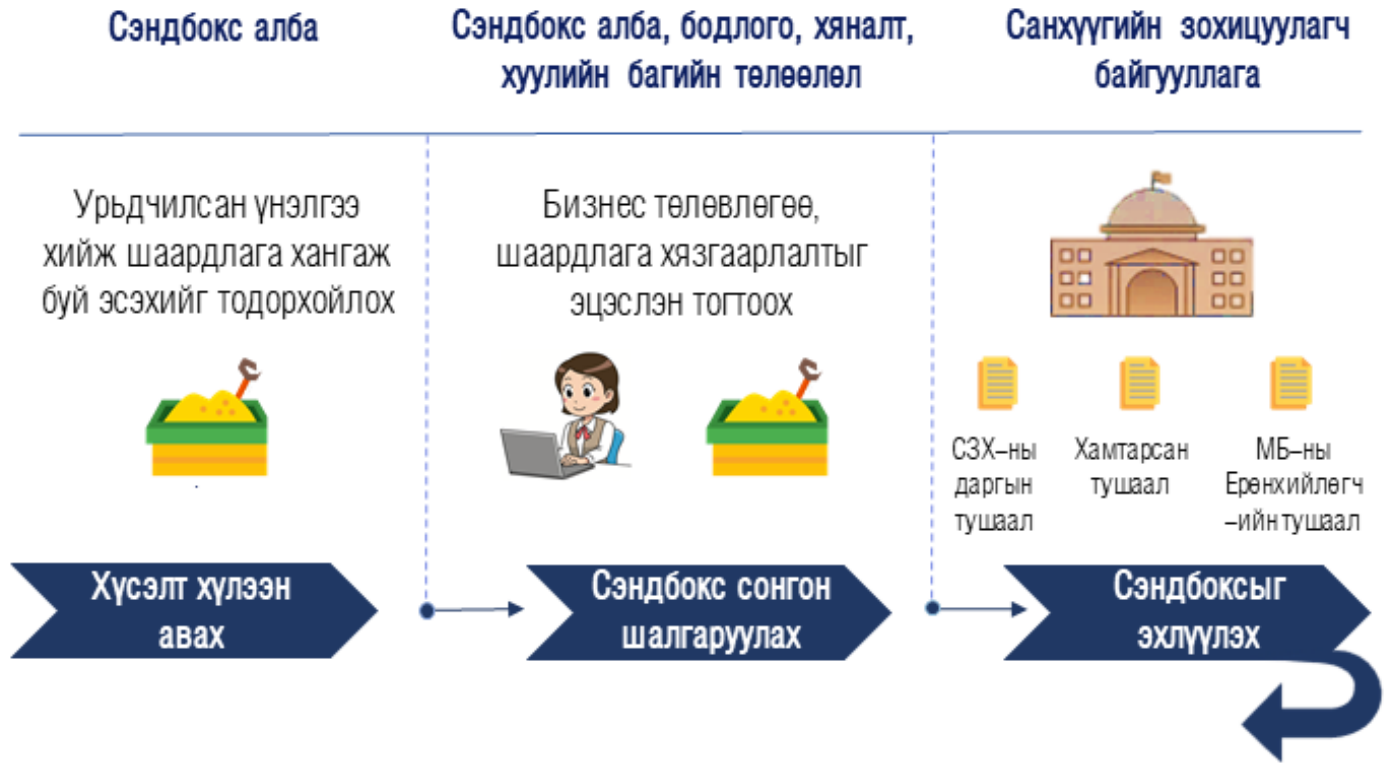 Сэндбокс алба
Сэндбокс алба, бодлого, хяналт,
хуулийн багийн төлөөлөл
Санхүүгийн зохицуулагч
байгууллага
Урьдчилсан үнэлгээ
хийж шаардлага хангаж
буй эсэхийг тодорхойлох
Бизнес төлөвлөгөө,
шаардлага хязгаарлалтыг
эцэслэн тогтоох
СЗХ–ны
даргын
тушаал
Хамтарсан
тушаал
МБ–ны
Ерөнхийлөгч
–ийн тушаал
Хүсэлт хүлээн
авах
Сэндбокс сонгон
шалгаруулах
Сэндбоксыг
эхлүүлэх